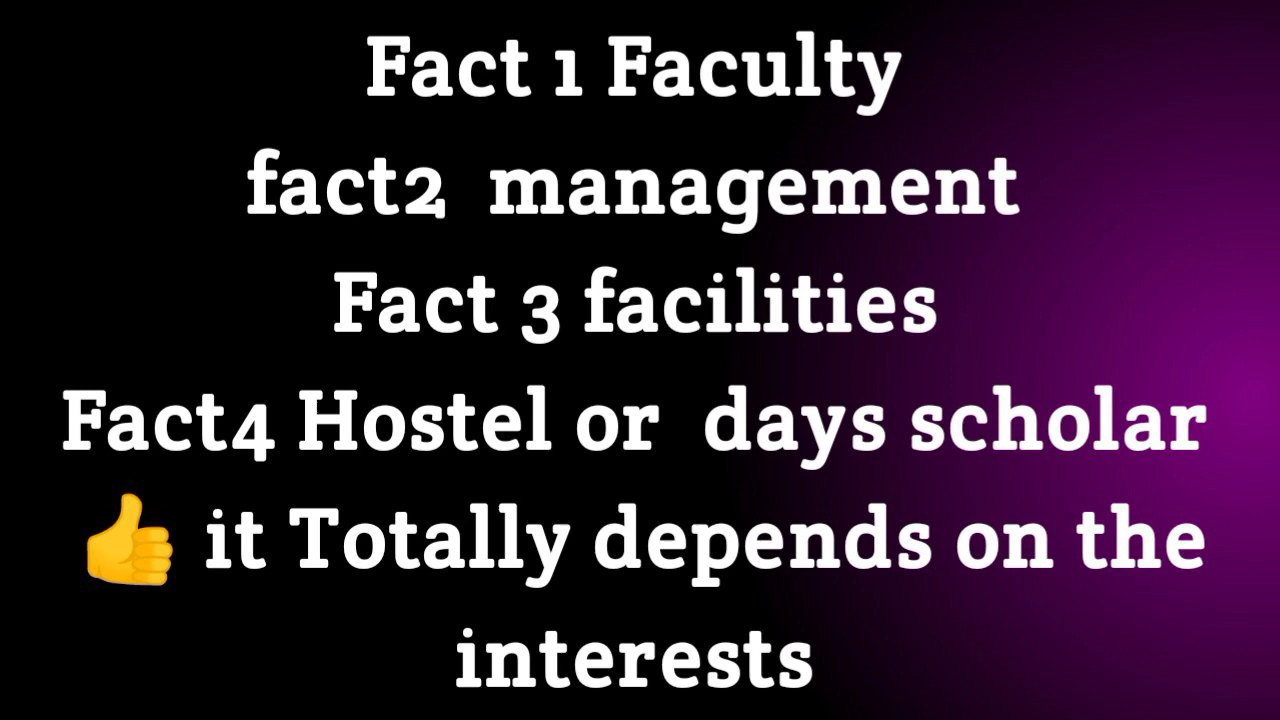 Fact 1 Faculty
fact2  management
Fact 3 facilities
Fact4 Hostel or  days scholar
👍 it Totally depends on the
interests